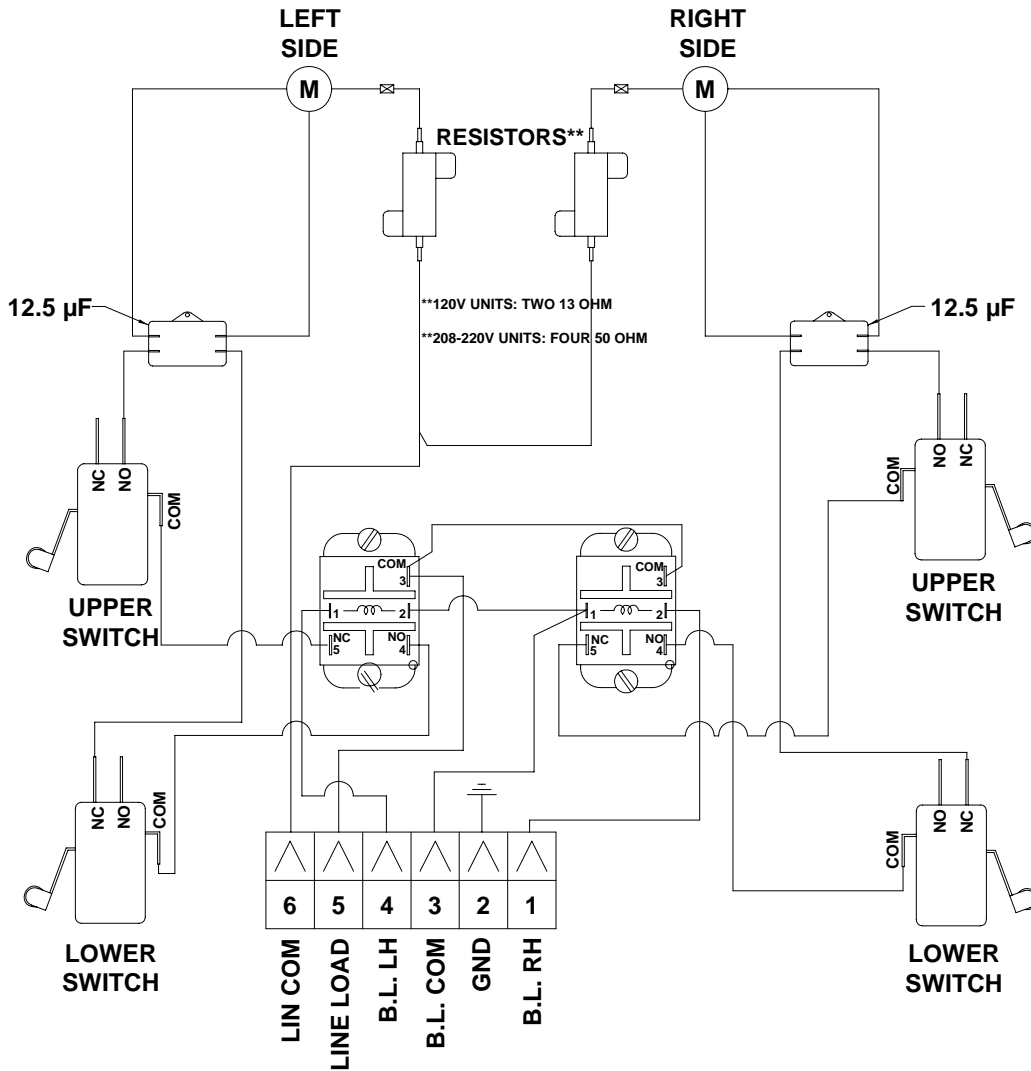 LEFT
SIDE
RIGHT
SIDE
M
M
RESISTORS**
12.5 µF
**120V UNITS: TWO 13 OHM
**208-220V UNITS: FOUR 50 OHM
12.5 µF
NC
NO
COM
UPPER
SWITCH
COM
NO
NC
UPPER
SWITCH
COM
3
1
2
NC
5
NO
4
COM
3
1
2
NC
5
NO
4
NC
NO
COM
LOWER
SWITCH
COM
NO
NC
LOWER
SWITCH
6
5
4
3
2
1
LIN COM
LINE LOAD
B.L. LH
B.L. COM
GND
B.L. RH